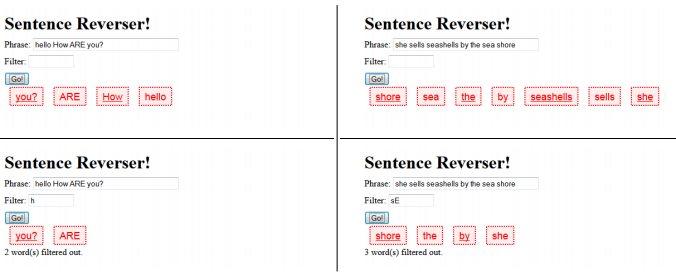 Sentence Reverser!
Phrase: hello How ARE you?
Filter:
Go!
you? ARE How hello
Sentence Reverser!
Phrase: she sells seashells by the sea shore
Filter:
Go!
shore sea the by seashells sells she
Sentence Reverser!
Phrase: hello How ARE you?
Filter: h
Go!
you? ARE
2 word(s) filtered out.
Sentence Reverser!
Phrase: she sells seashells by the sea shore
Filter: sE
Go!
shore the by she
3 word(s) filtered out.